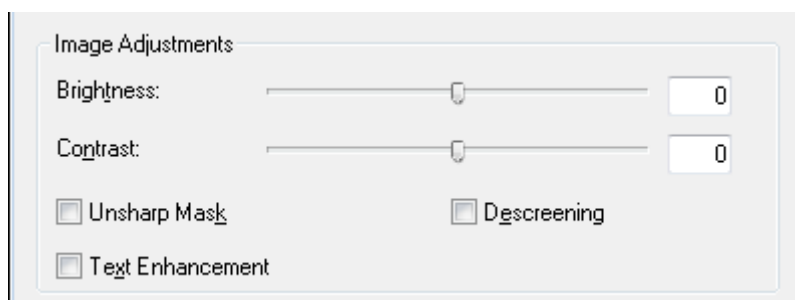 Image Adjustments
Brightness: 0
Contrast: 0
Unsharp Mask Descreening
Text Enhancement